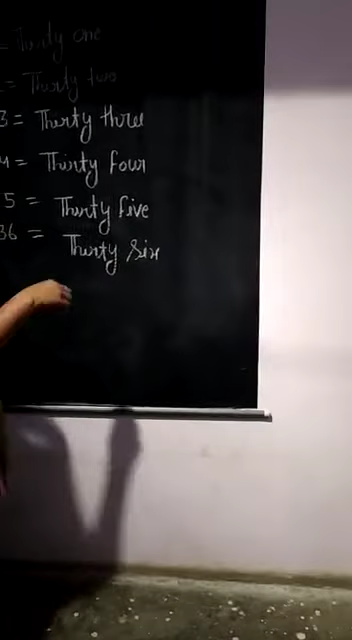 = Thirty one
= Thirty two
3 = Thirty three
4 = Thirty four
5 = Thirty five
36 = Thirty six